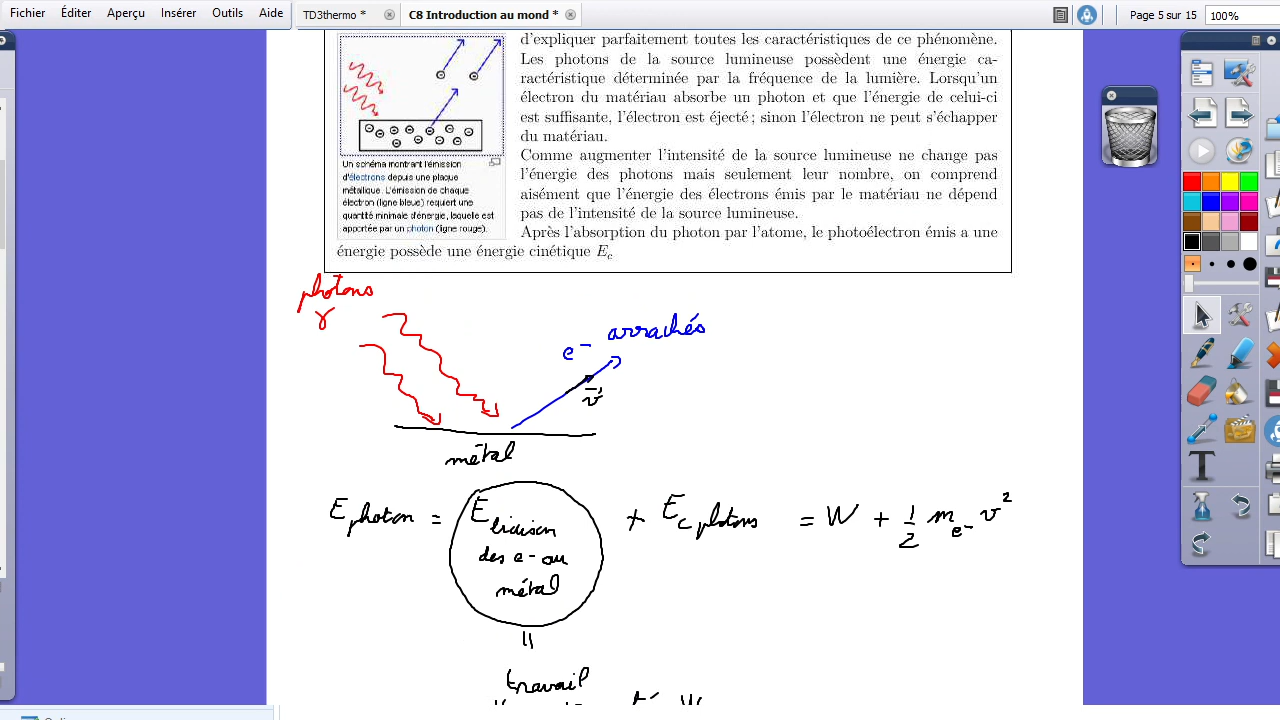 Fichier Éditer Aperçu Insérer Outils Aide
TD3thermo *
C8 Introduction au mond *
Page 5 sur 15
100%
d'expliquer parfaitement toutes les caractéristiques de ce phénomène.
Les photons de la source lumineuse possèdent une énergie ca-
ractéristique déterminée par la fréquence de la lumière. Lorsqu'un
électron du matériau absorbe un photon et que l'énergie de celui-ci
est suffisante, l'électron est éjecté ; sinon l'électron ne peut s'échapper
du matériau.
Comme augmenter l'intensité de la source lumineuse ne change pas
l'énergie des photons mais seulement leur nombre, on comprend
aisément que l'énergie des électrons émis par le matériau ne dépend
pas de l'intensité de la source lumineuse.
Après l'absorption du photon par l'atome, le photoélectron émis a une
énergie possède une énergie cinétique Ec
Un schéma montrant l'émission
d'électrons depuis une plaque
métallique. L'émission de chaque
électron (ligne bleue) requiert une
quantité minimale d'énergie, laquelle est
apportée par un photon (ligne rouge).
photons
γ
e⁻ arrachés
v
métal
E photon = E liaison des e- au métal + Ec photons = W + 1/2 m e- v²
=
travail
W